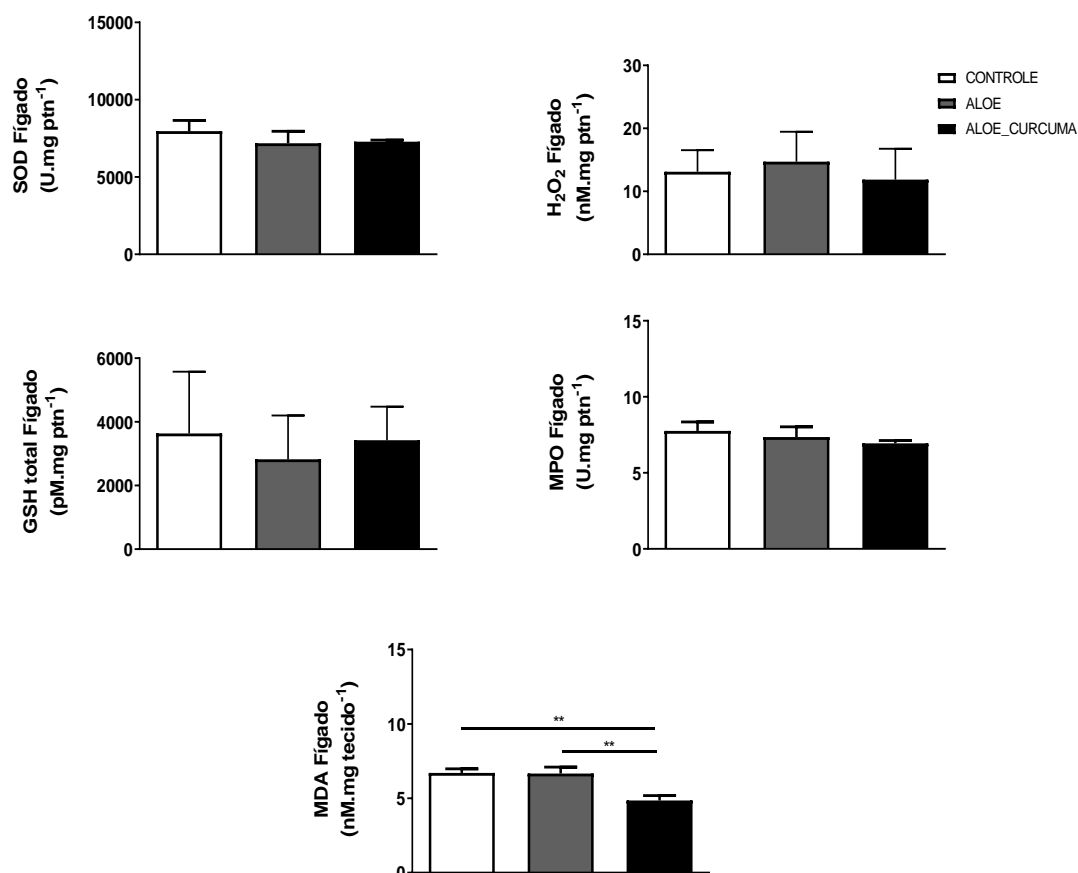 SOD Fígado
(U.mg ptn⁻¹)
15000
10000
5000
0
H₂O₂ Fígado
(nM.mg ptn⁻¹)
30
20
10
0
CONTROLE
ALOE
ALOE_CURCUMA
GSH total Fígado
(pM.mg ptn⁻¹)
6000
4000
2000
0
MPO Fígado
(U.mg ptn⁻¹)
15
10
5
0
MDA Fígado
(nM.mg tecido⁻¹)
15
10
5
0
**
**